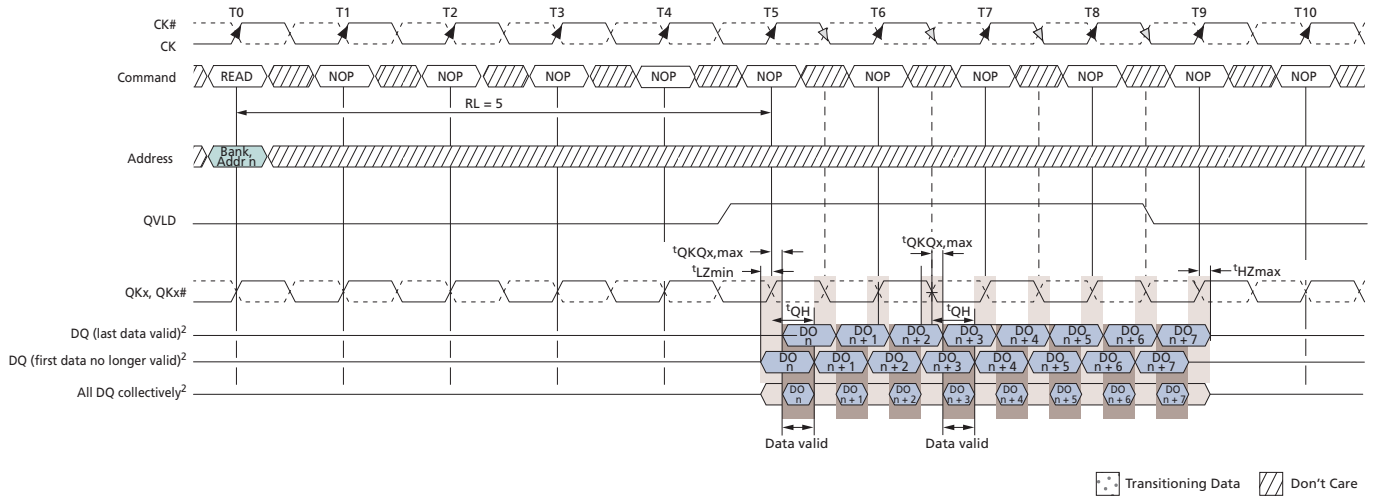 T0 T1 T2 T3 T4 T5 T6 T7 T8 T9 T10
CK#
CK
Command READ NOP NOP NOP NOP NOP NOP NOP NOP NOP NOP
RL = 5
Address Bank, Addr n
QVLD
tQKQx,max tQKQx,max
tLZmin tHZmax
QKx, QKx#
tQH tQH
DQ (last data valid)2 DO n DO n + 1 DO n + 2 DO n + 3 DO n + 4 DO n + 5 DO n + 6 DO n + 7
DQ (first data no longer valid)2 DO n DO n + 1 DO n + 2 DO n + 3 DO n + 4 DO n + 5 DO n + 6 DO n + 7
All DQ collectively2 DO n DO n + 1 DO n + 2 DO n + 3 DO n + 4 DO n + 5 DO n + 6 DO n + 7
Data valid Data valid
Transitioning Data Don't Care